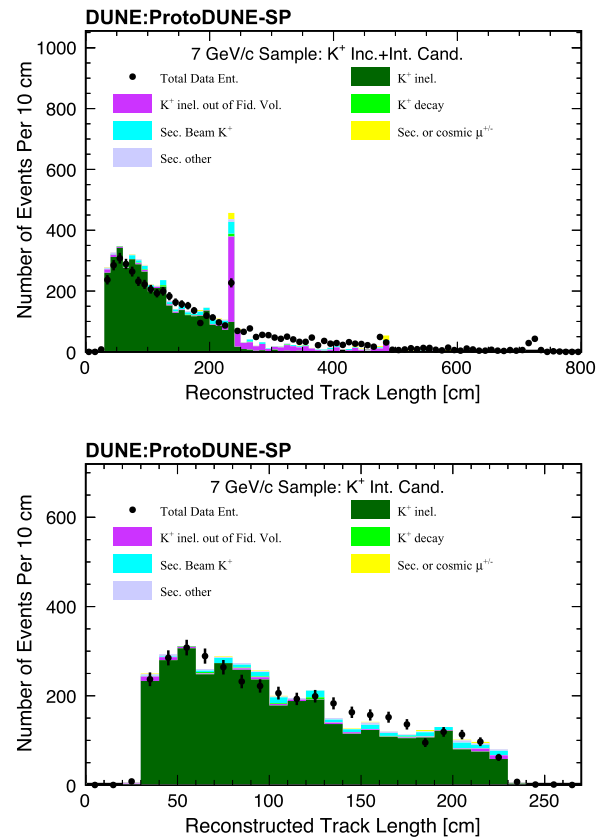 DUNE:ProtoDUNE-SP
7 GeV/c Sample: K⁺ Inc.+Int. Cand.
Total Data Ent.
K⁺ inel.
K⁺ inel. out of Fid. Vol.
K⁺ decay
Sec. Beam K⁺
Sec. or cosmic μ⁺/⁻
Sec. other
Number of Events Per 10 cm
1000
800
600
400
200
0
0 200 400 600 800
Reconstructed Track Length [cm]
DUNE:ProtoDUNE-SP
7 GeV/c Sample: K⁺ Int. Cand.
Total Data Ent.
K⁺ inel.
K⁺ inel. out of Fid. Vol.
K⁺ decay
Sec. Beam K⁺
Sec. or cosmic μ⁺/⁻
Sec. other
Number of Events Per 10 cm
600
400
200
0
0 50 100 150 200 250
Reconstructed Track Length [cm]